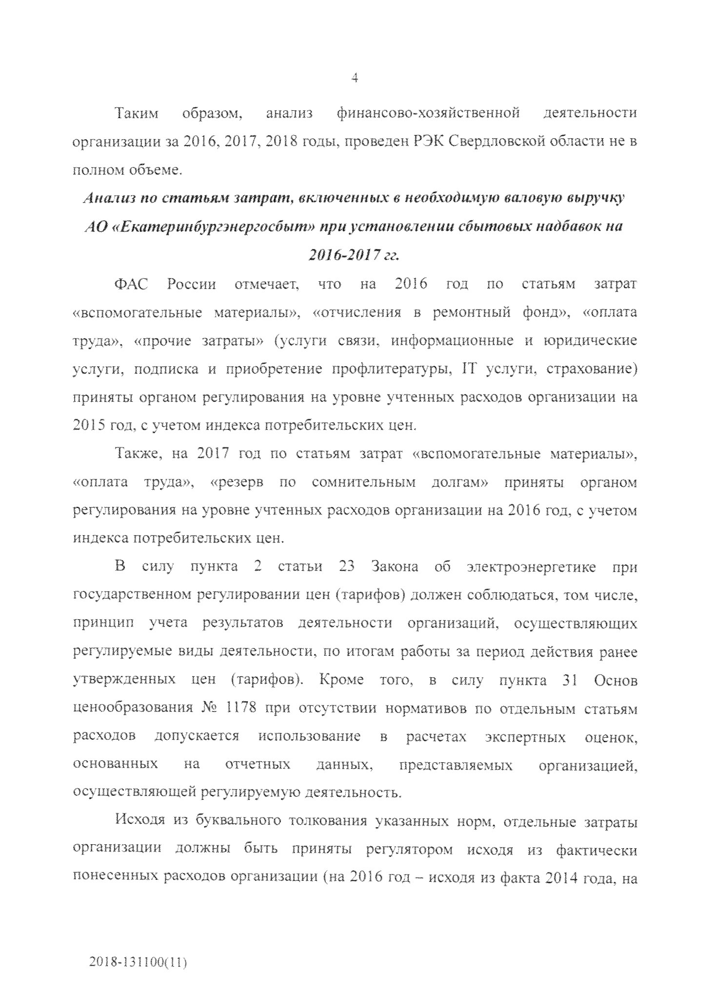 4
Таким образом, анализ финансово-хозяйственной деятельности
организации за 2016, 2017, 2018 годы, проведен РЭК Свердловской области не в
полном объеме.
Анализ по статьям затрат, включенных в необходимую валовую выручку
АО «Екатеринбургэнергосбыт» при установлении сбытовых надбавок на
2016-2017 гг.
ФАС России отмечает, что на 2016 год по статьям затрат
«вспомогательные материалы», «отчисления в ремонтный фонд», «оплата
труда», «прочие затраты» (услуги связи, информационные и юридические
услуги, подписка и приобретение профлитературы, IT услуги, страхование)
приняты органом регулирования на уровне учтенных расходов организации на
2015 год, с учетом индекса потребительских цен.
Также, на 2017 год по статьям затрат «вспомогательные материалы»,
«оплата труда», «резерв по сомнительным долгам» приняты органом
регулирования на уровне учтенных расходов организации на 2016 год, с учетом
индекса потребительских цен.
В силу пункта 2 статьи 23 Закона об электроэнергетике при
государственном регулировании цен (тарифов) должен соблюдаться, том числе,
принцип учета результатов деятельности организаций, осуществляющих
регулируемые виды деятельности, по итогам работы за период действия ранее
утвержденных цен (тарифов). Кроме того, в силу пункта 31 Основ
ценообразования № 1178 при отсутствии нормативов по отдельным статьям
расходов допускается использование в расчетах экспертных оценок,
основанных на отчетных данных, представляемых организацией,
осуществляющей регулируемую деятельность.
Исходя из буквального толкования указанных норм, отдельные затраты
организации должны быть приняты регулятором исходя из фактически
понесенных расходов организации (на 2016 год – исходя из факта 2014 года, на
2018-131100(11)